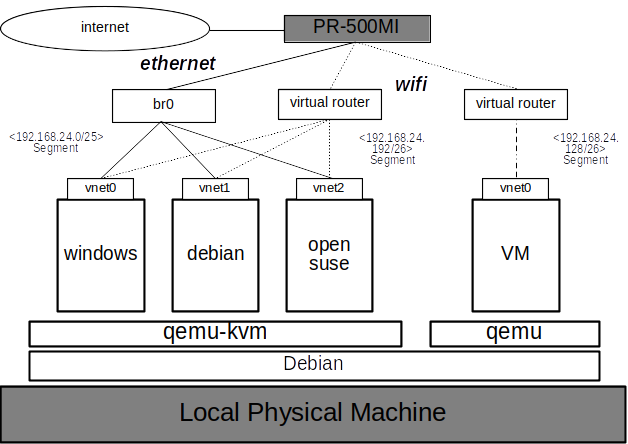 internet
PR-500MI
ethernet
wifi
br0
virtual router
virtual router
<192.168.24.0/25>
Segment
<192.168.24.
192/26>
Segment
<192.168.24.
128/26>
Segment
vnet0
vnet1
vnet2
vnet0
windows
debian
open
suse
VM
qemu-kvm
qemu
Debian
Local Physical Machine